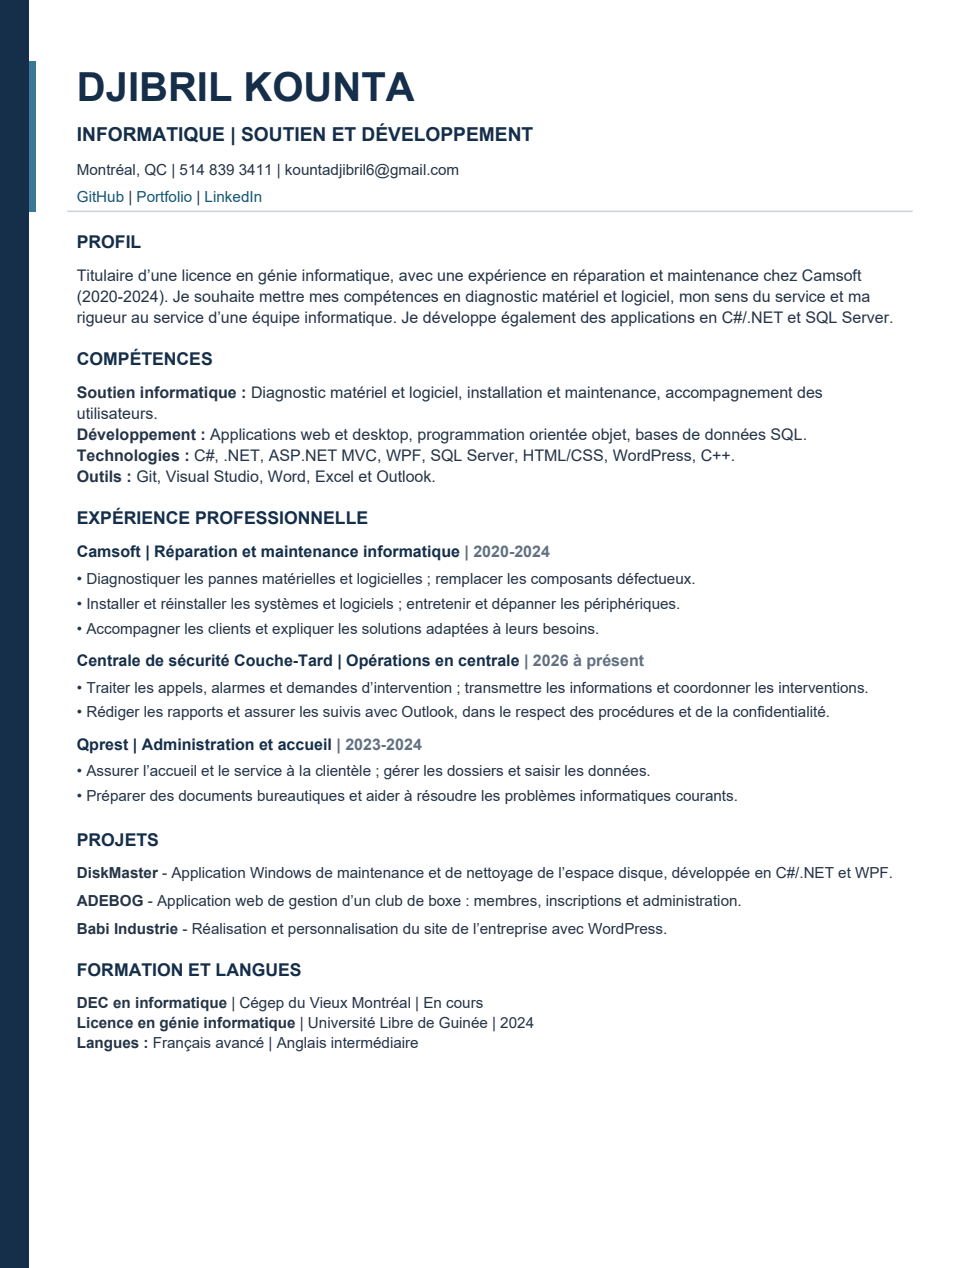 DJIBRIL KOUNTA
INFORMATIQUE | SOUTIEN ET DÉVELOPPEMENT
Montréal, QC | 514 839 3411 | kountadjibril6@gmail.com
GitHub | Portfolio | LinkedIn
PROFIL
Titulaire d’une licence en génie informatique, avec une expérience en réparation et maintenance chez Camsoft
(2020-2024). Je souhaite mettre mes compétences en diagnostic matériel et logiciel, mon sens du service et ma
rigueur au service d’une équipe informatique. Je développe également des applications en C#/.NET et SQL Server.
COMPÉTENCES
Soutien informatique : Diagnostic matériel et logiciel, installation et maintenance, accompagnement des
utilisateurs.
Développement : Applications web et desktop, programmation orientée objet, bases de données SQL.
Technologies : C#, .NET, ASP.NET MVC, WPF, SQL Server, HTML/CSS, WordPress, C++.
Outils : Git, Visual Studio, Word, Excel et Outlook.
EXPÉRIENCE PROFESSIONNELLE
Camsoft | Réparation et maintenance informatique | 2020-2024
• Diagnostiquer les pannes matérielles et logicielles ; remplacer les composants défectueux.
• Installer et réinstaller les systèmes et logiciels ; entretenir et dépanner les périphériques.
• Accompagner les clients et expliquer les solutions adaptées à leurs besoins.
Centrale de sécurité Couche-Tard | Opérations en centrale | 2026 à présent
• Traiter les appels, alarmes et demandes d’intervention ; transmettre les informations et coordonner les interventions.
• Rédiger les rapports et assurer les suivis avec Outlook, dans le respect des procédures et de la confidentialité.
Qprest | Administration et accueil | 2023-2024
• Assurer l’accueil et le service à la clientèle ; gérer les dossiers et saisir les données.
• Préparer des documents bureautiques et aider à résoudre les problèmes informatiques courants.
PROJETS
DiskMaster - Application Windows de maintenance et de nettoyage de l’espace disque, développée en C#/.NET et WPF.
ADEBOG - Application web de gestion d’un club de boxe : membres, inscriptions et administration.
Babi Industrie - Réalisation et personnalisation du site de l’entreprise avec WordPress.
FORMATION ET LANGUES
DEC en informatique | Cégep du Vieux Montréal | En cours
Licence en génie informatique | Université Libre de Guinée | 2024
Langues : Français avancé | Anglais intermédiaire